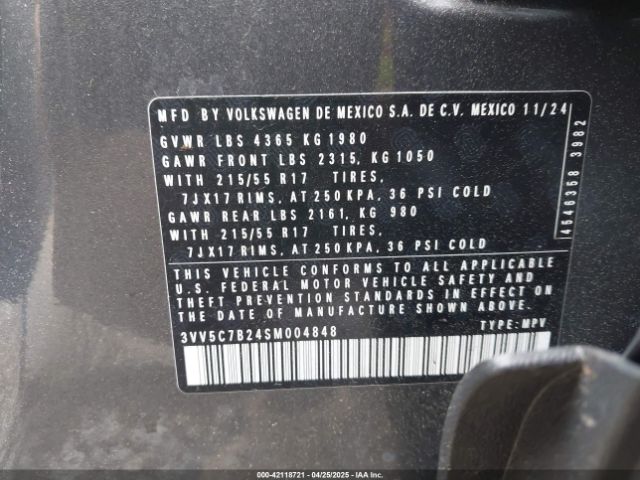 MFD BY VOLKSWAGEN DE MEXICO S.A. DE C.V. MEXICO 11/24
GVWR LBS 4365 KG 1980
GAWR FRONT LBS 2315, KG 1050
WITH 215/55 R17 TIRES,
7JX17 RIMS, AT 250 KPA, 36 PSI COLD
GAWR REAR LBS 2161, KG 980
WITH 215/55 R17 TIRES,
7JX17 RIMS, AT 250 KPA, 36 PSI COLD
4546358 3982
THIS VEHICLE CONFORMS TO ALL APPLICABLE
U.S. FEDERAL MOTOR VEHICLE SAFETY AND
THEFT PREVENTION STANDARDS IN EFFECT ON
THE DATE OF MANUFACTURE SHOWN ABOVE.
3VV5C7B24SM004848 TYPE: MPV
000-42118721 - 04/25/2025 - IAA, Inc.